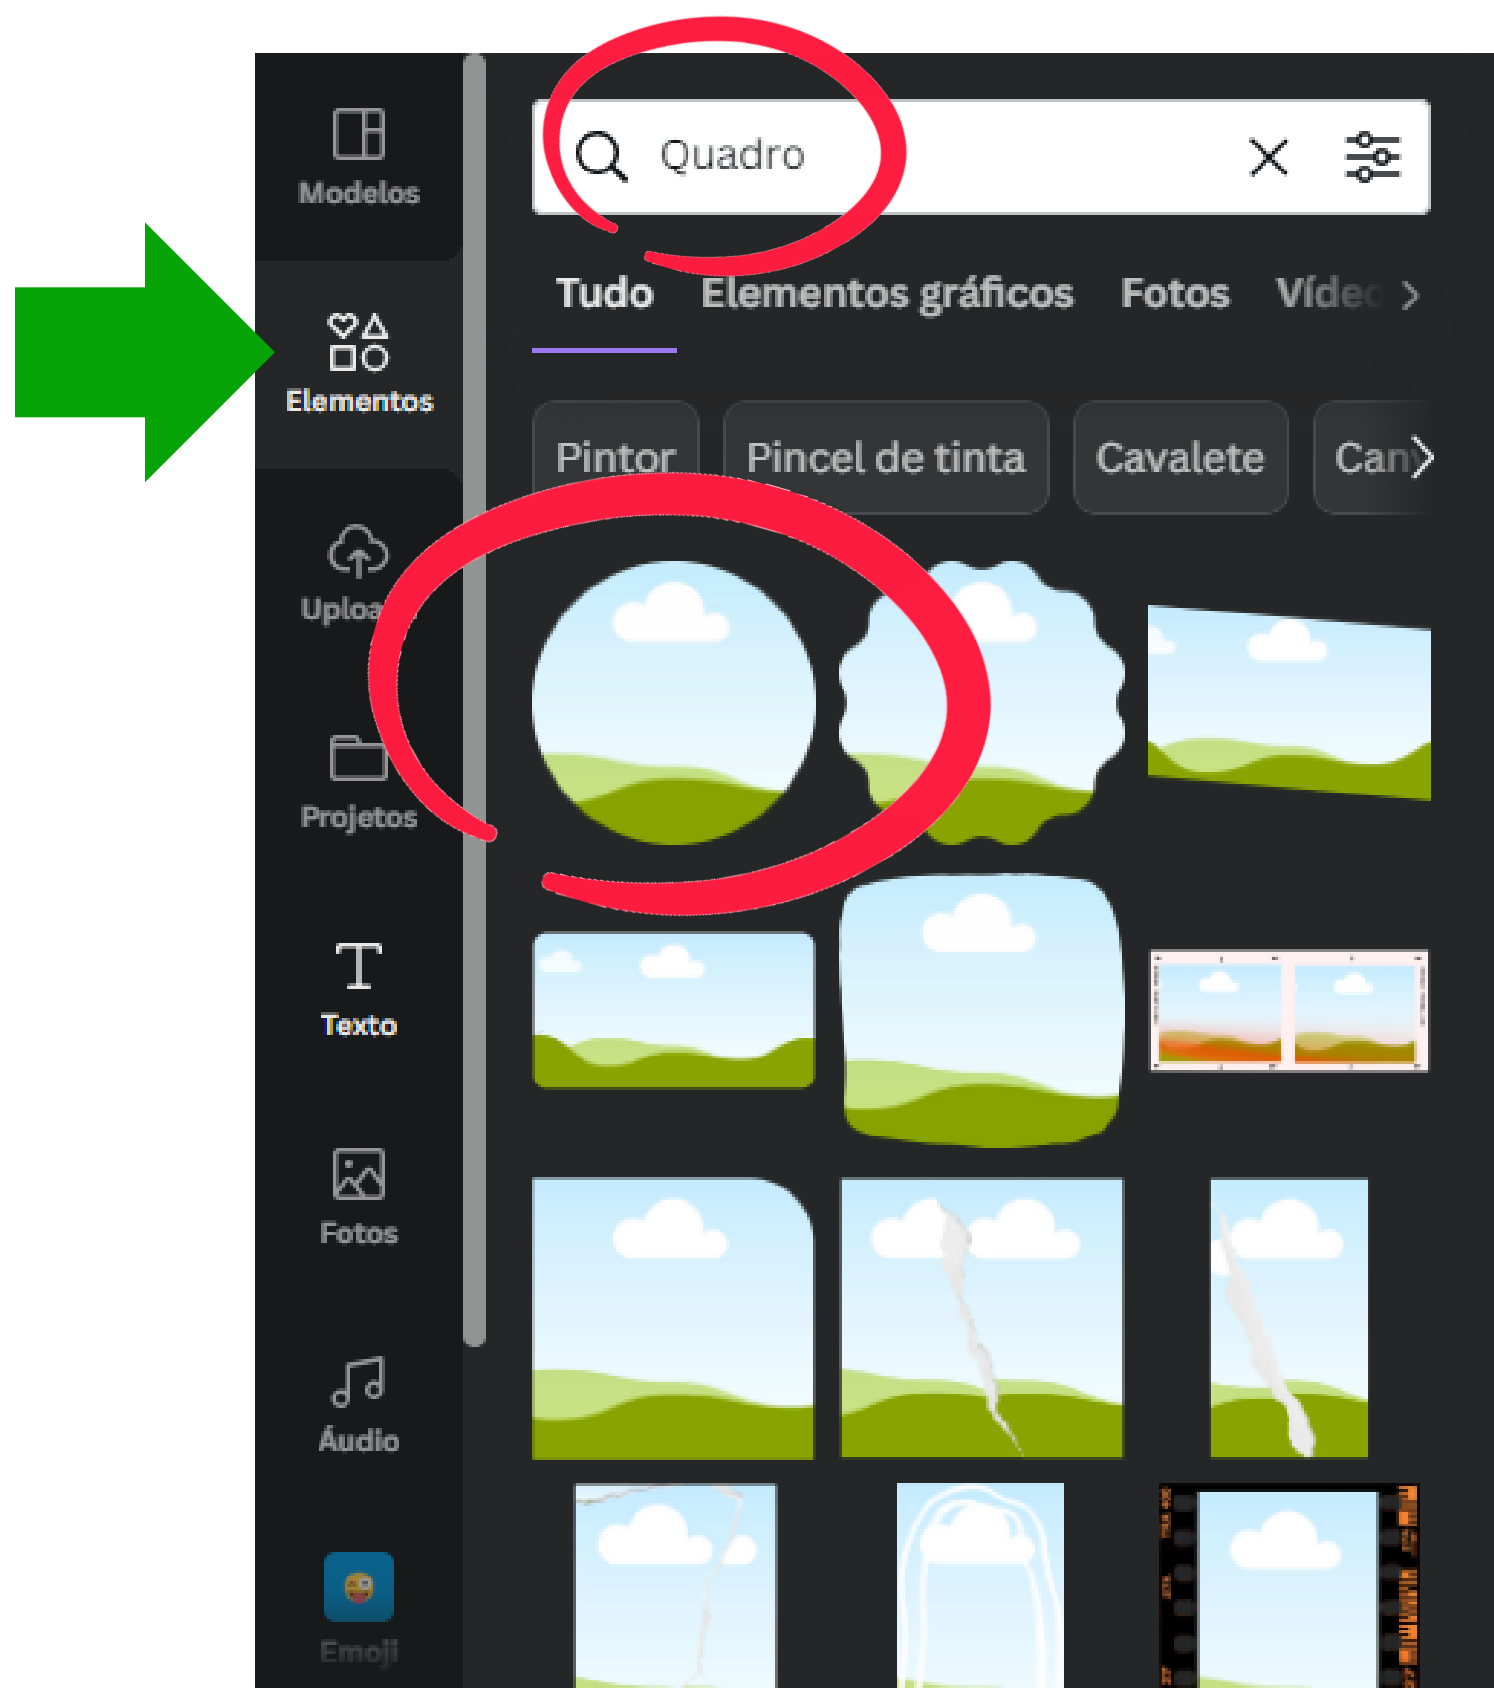 Modelos
Elementos
Projetos
Texto
Fotos
Áudio
Emoji
Quadro
Tudo Elementos gráficos Fotos
Pintor Pincel de tinta Cavalete